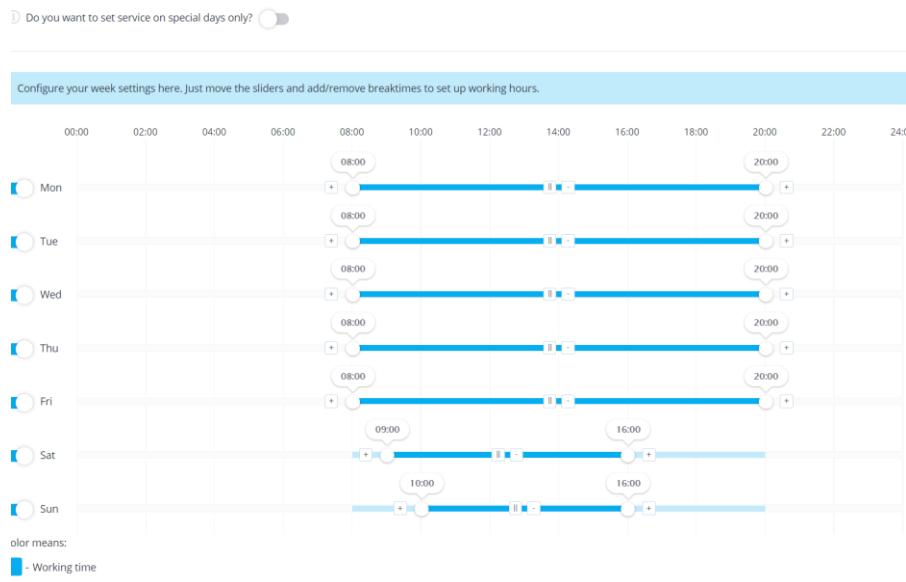 Do you want to set service on special days only?
Configure your week settings here. Just move the sliders and add/remove breaktimes to set up working hours.
00:00 02:00 04:00 06:00 08:00 10:00 12:00 14:00 16:00 18:00 20:00 22:00 24:0
08:00 20:00
Mon + || - +
08:00 20:00
Tue + || - +
08:00 20:00
Wed + || - +
08:00 20:00
Thu + || - +
08:00 20:00
Fri + || - +
09:00 16:00
Sat + || - +
10:00 16:00
Sun + || - +
olor means:
- Working time